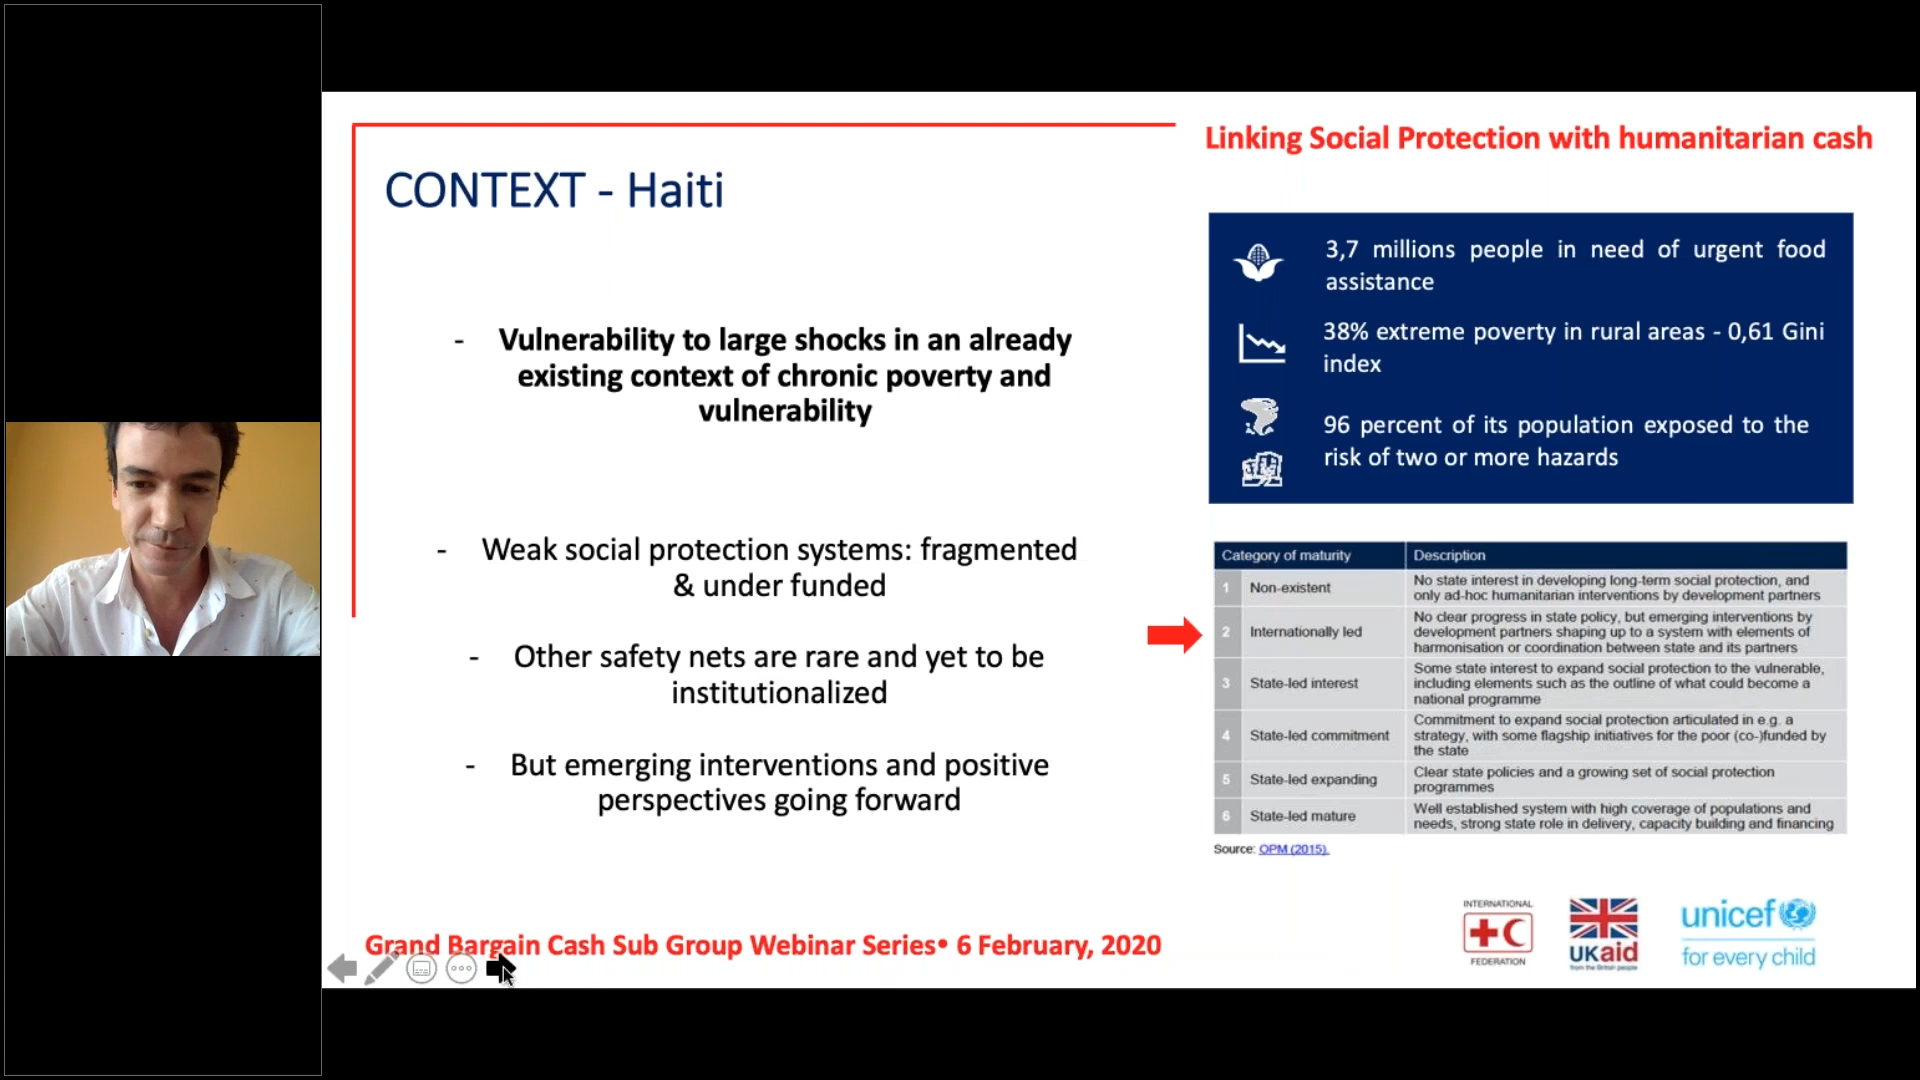 Linking Social Protection with humanitarian cash
CONTEXT - Haiti
- Vulnerability to large shocks in an already
existing context of chronic poverty and
vulnerability
- Weak social protection systems: fragmented
& under funded
- Other safety nets are rare and yet to be
institutionalized
- But emerging interventions and positive
perspectives going forward
3,7 millions people in need of urgent food
assistance
38% extreme poverty in rural areas - 0,61 Gini
index
96 percent of its population exposed to the
risk of two or more hazards
Category of maturity Description
1 Non-existent No state interest in developing long-term social protection, and
only ad-hoc humanitarian interventions by development partners
2 Internationally led No clear progress in state policy, but emerging interventions by
development partners shaping up to a system with elements of
harmonisation or coordination between state and its partners
3 State-led interest Some state interest to expand social protection to the vulnerable,
including elements such as the outline of what could become a
national programme
4 State-led commitment Commitment to expand social protection articulated in e.g. a
strategy, with some flagship initiatives for the poor (co-)funded by
the state
5 State-led expanding Clear state policies and a growing set of social protection
programmes
6 State-led mature Well established system with high coverage of populations and
needs, strong state role in delivery, capacity building and financing
Source: OPM (2015).
Grand Bargain Cash Sub Group Webinar Series• 6 February, 2020
INTERNATIONAL
FEDERATION
UKaid
from the British people
unicef
for every child